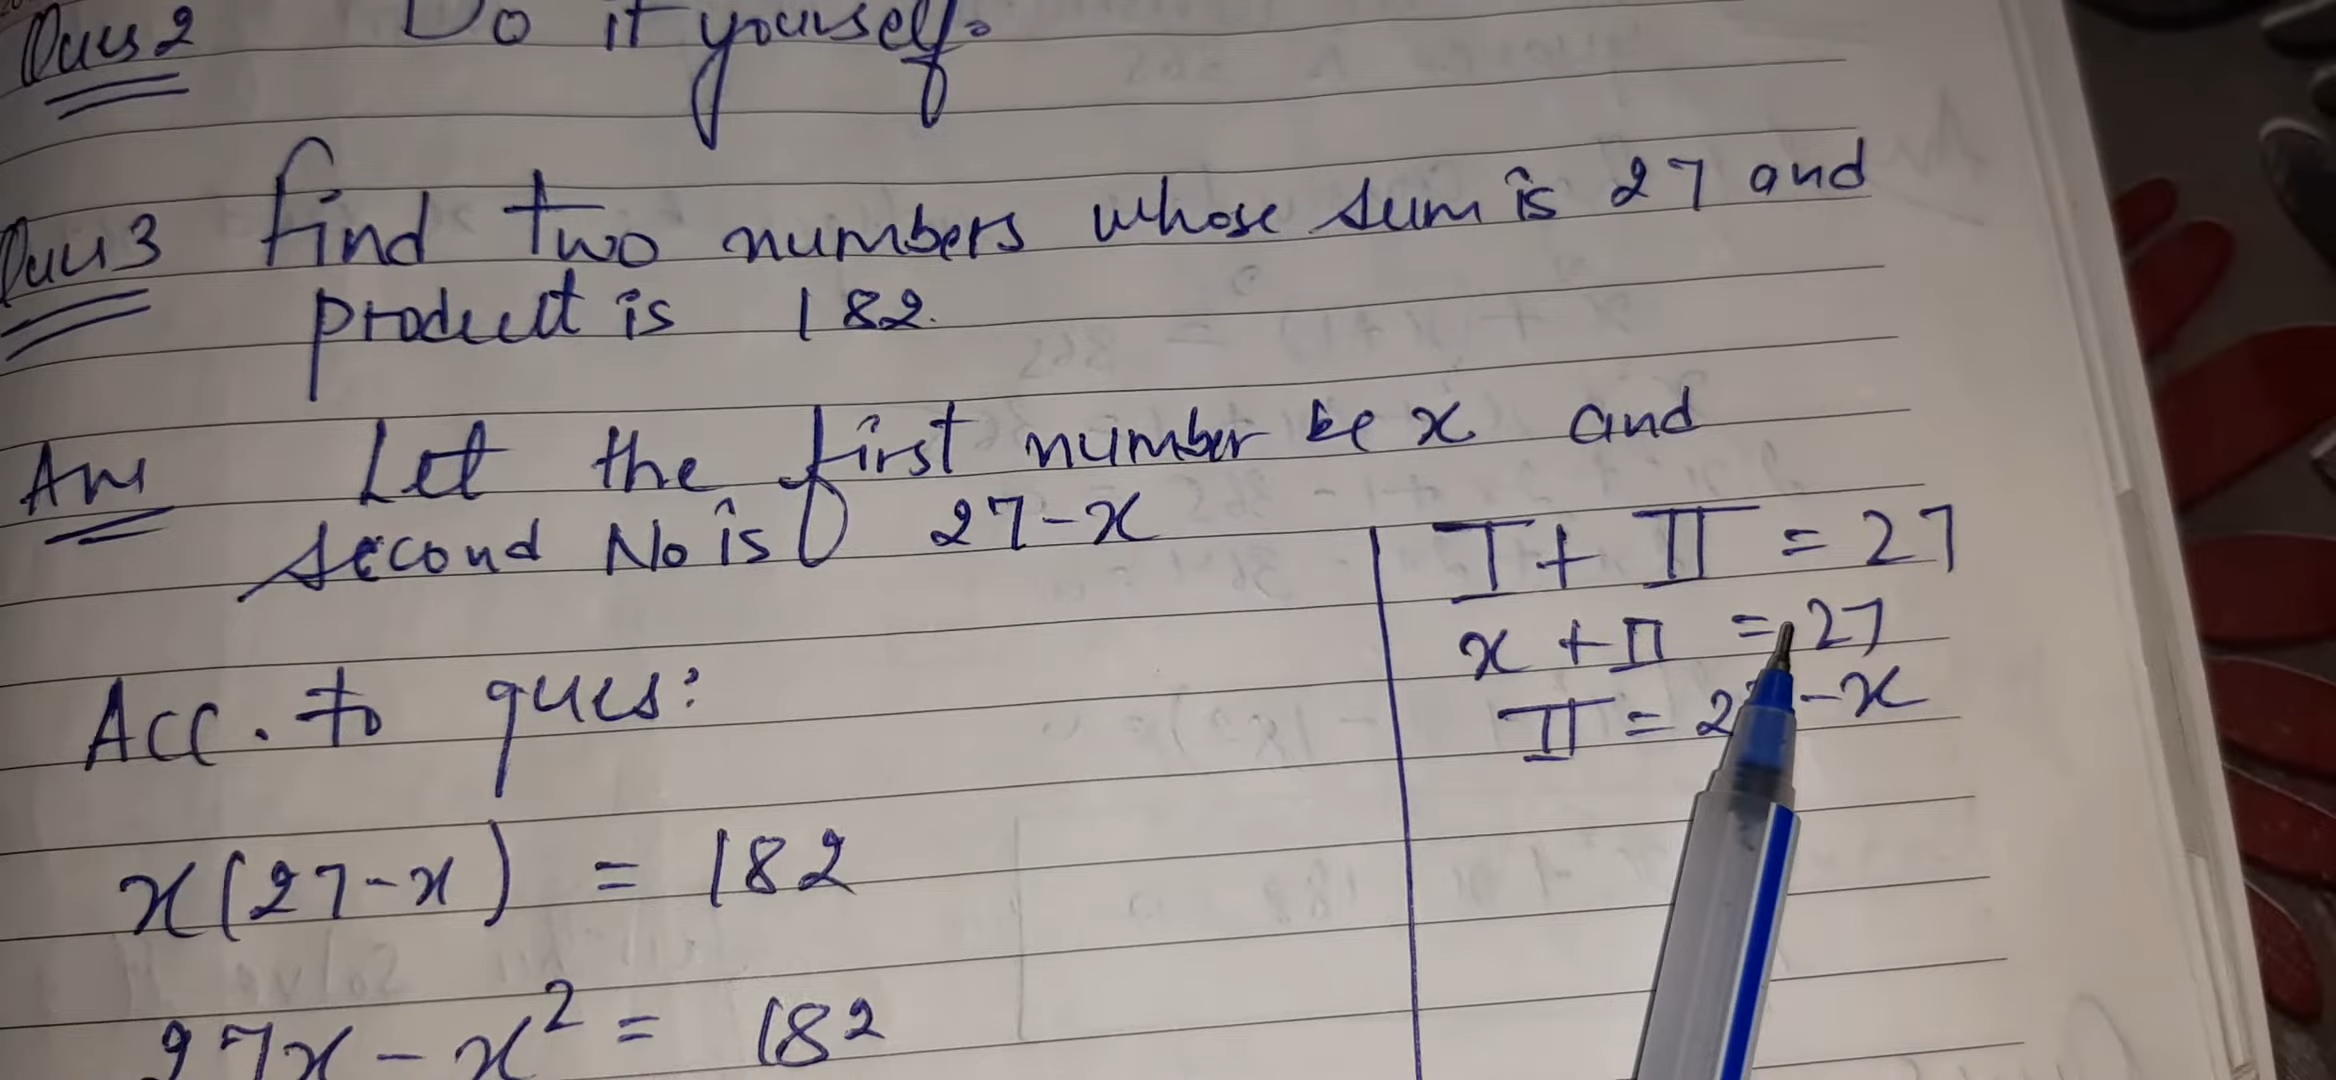 Ques 2 Do it yourself.
Ques 3 find two numbers whose sum is 27 and
product is 182.
Ans Let the first number be x and
second No is 27-x
I + II = 27
x + II = 27
II = 27-x
Acc. to ques:
x(27-x) = 182
27x - x² = 182